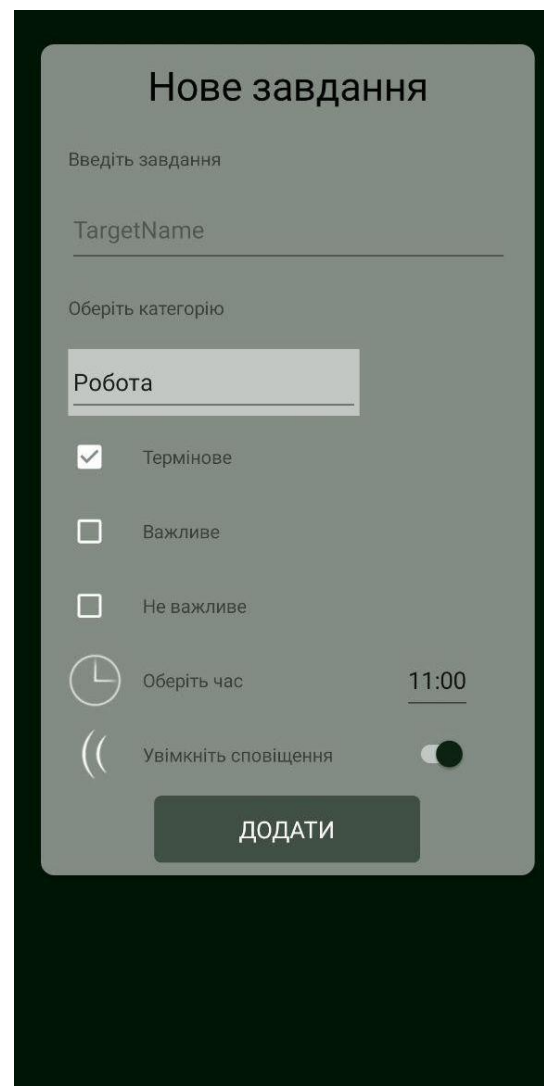 Нове завдання
Введіть завдання
TargetName
Оберіть категорію
Робота
Термінове
Важливе
Не важливе
Оберіть час 11:00
Увімкніть сповіщення
ДОДАТИ